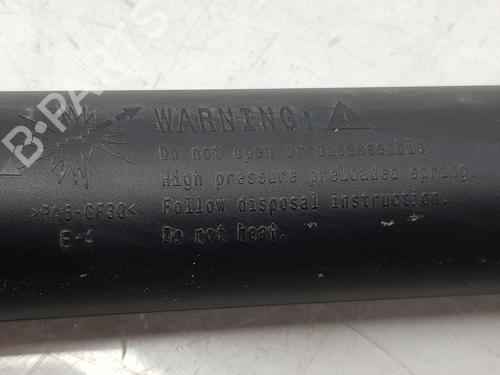 WARNING:
Do not open or disassemble.
High pressure preloaded spring.
Follow disposal instruction.
Do not heat.
>PA6-GF30<
E-4
B-PARTS